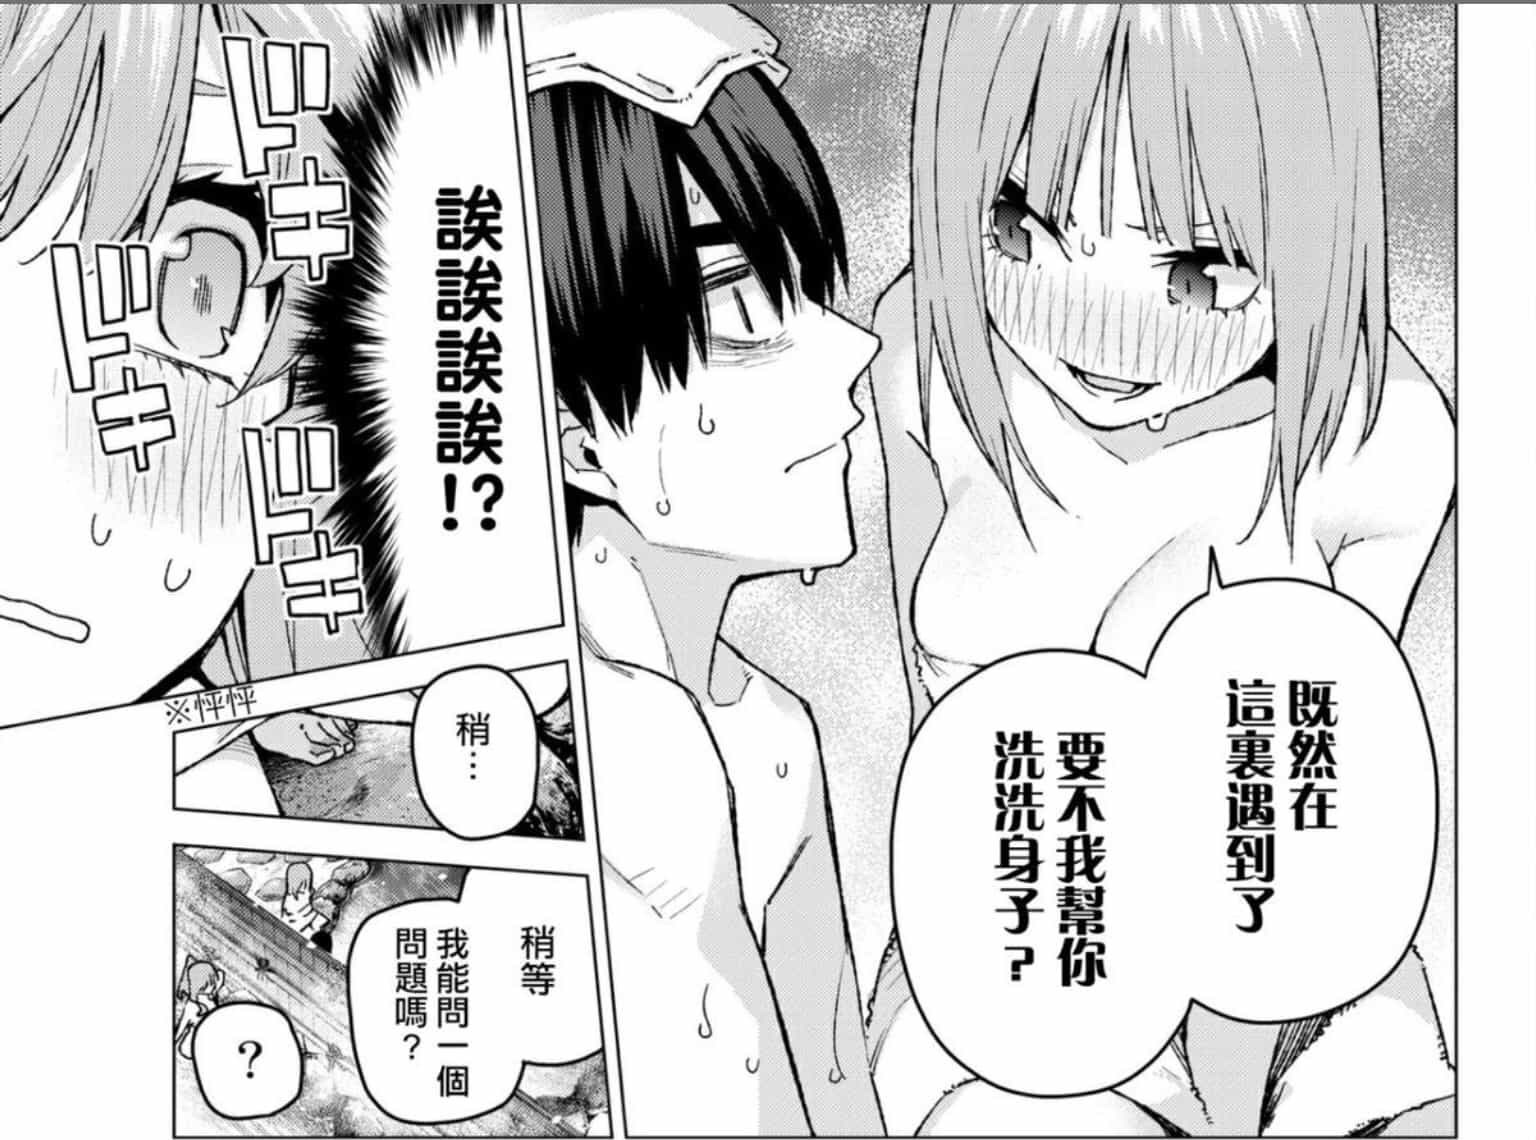 既然在
這裏遇到了
要不我幫你
洗洗身子?
誒誒誒誒!?
ドキ
ドキ
ドキ
※怦怦
稍…
稍等
我能問一個
問題嗎?
?